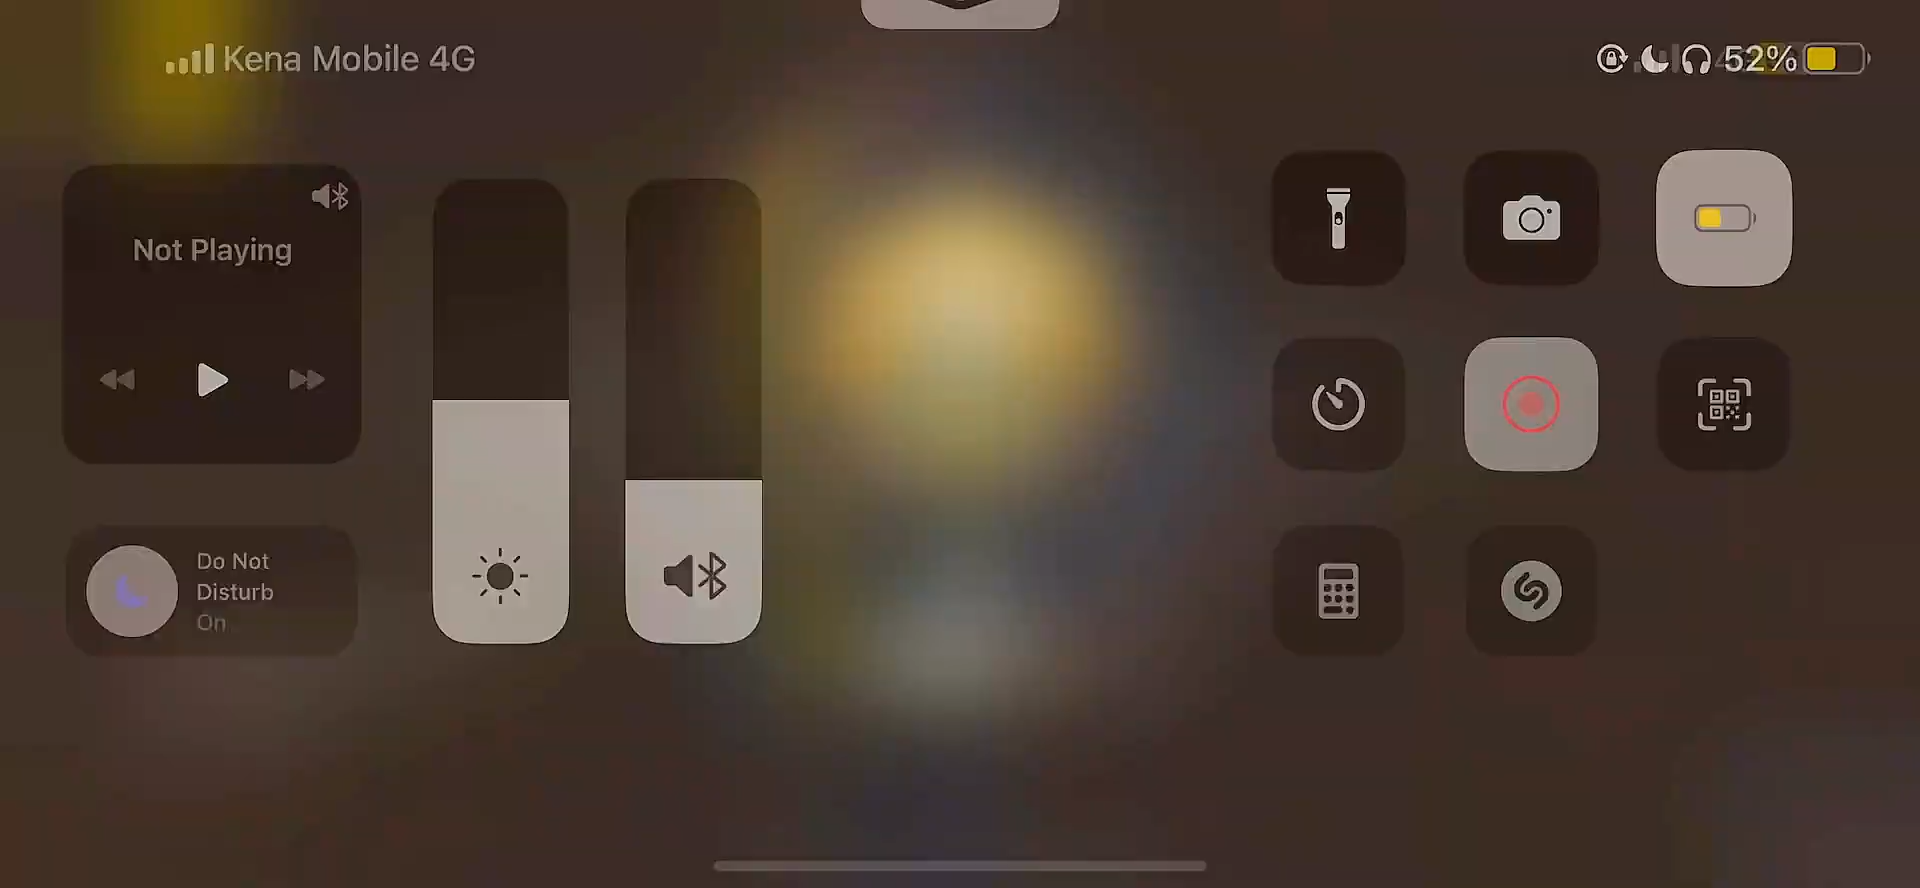 Kena Mobile 4G
52%
Not Playing
Do Not
Disturb
On